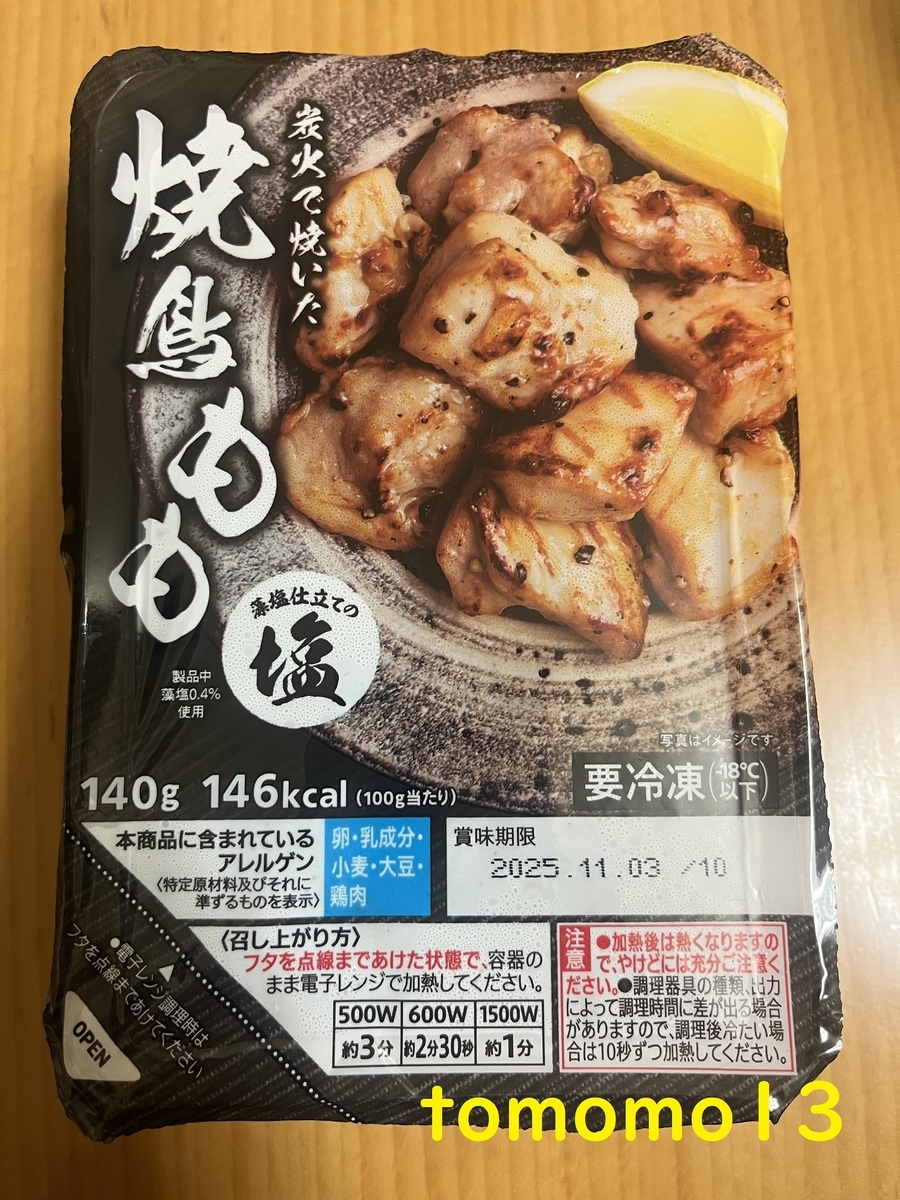 炭火で焼いた
焼鳥もも
藻塩仕立ての
塩
製品中
藻塩0.4%
使用
写真はイメージです
140g 146kcal (100g当たり)
要冷凍(-18℃以下)
本商品に含まれている
アレルゲン
〈特定原材料及びそれに
準ずるものを表示〉
卵・乳成分・
小麦・大豆・
鶏肉
賞味期限
2025.11.03 /10
〈召し上がり方〉
フタを点線まであけた状態で、容器の
まま電子レンジで加熱してください。
500W 600W 1500W
約3分 約2分30秒 約1分
注意
●加熱後は熱くなりますの
で、やけどには充分ご注意く
ださい。●調理器具の種類、出力
によって調理時間に差が出る場合
がありますので、調理後冷たい場
合は10秒ずつ加熱してください。
●電子レンジ調理時は
フタを点線まであけてください
OPEN
tomomo13